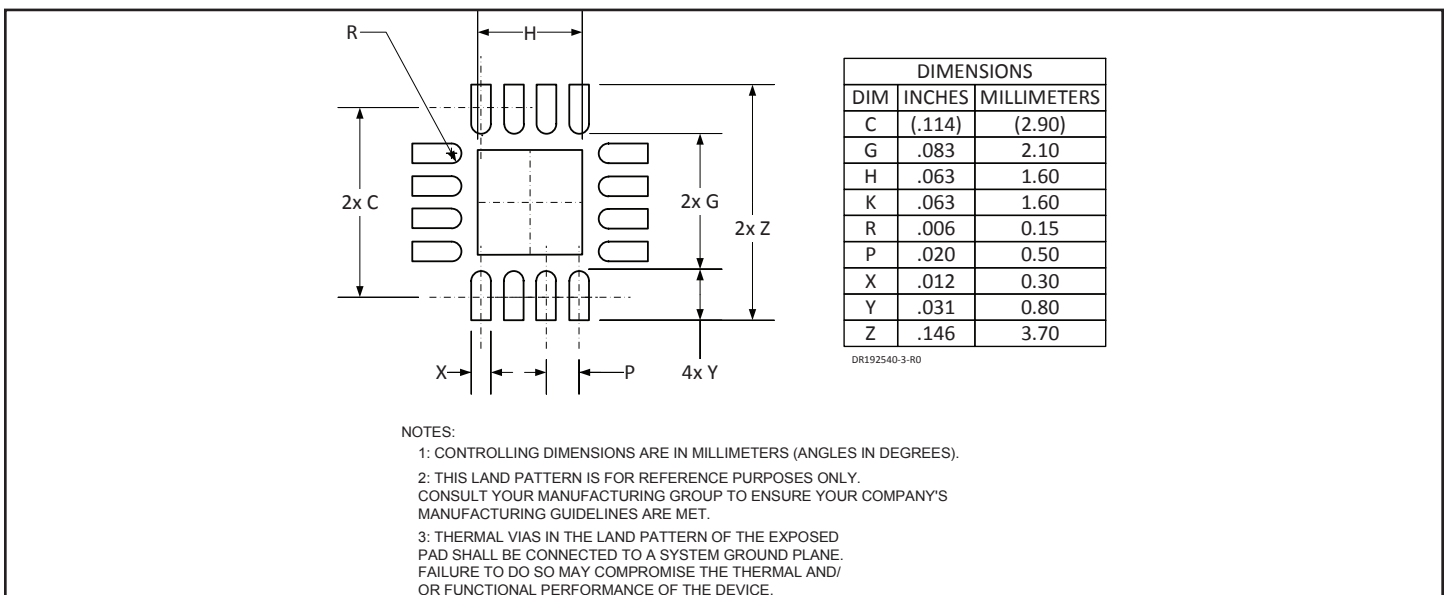 R
H
2x C
2x G
2x Z
X
P
4x Y
DIMENSIONS
DIM INCHES MILLIMETERS
C (.114) (2.90)
G .083 2.10
H .063 1.60
K .063 1.60
R .006 0.15
P .020 0.50
X .012 0.30
Y .031 0.80
Z .146 3.70
DR192540-3-R0
NOTES:
1: CONTROLLING DIMENSIONS ARE IN MILLIMETERS (ANGLES IN DEGREES).
2: THIS LAND PATTERN IS FOR REFERENCE PURPOSES ONLY.
CONSULT YOUR MANUFACTURING GROUP TO ENSURE YOUR COMPANY'S
MANUFACTURING GUIDELINES ARE MET.
3: THERMAL VIAS IN THE LAND PATTERN OF THE EXPOSED
PAD SHALL BE CONNECTED TO A SYSTEM GROUND PLANE.
FAILURE TO DO SO MAY COMPROMISE THE THERMAL AND/
OR FUNCTIONAL PERFORMANCE OF THE DEVICE.